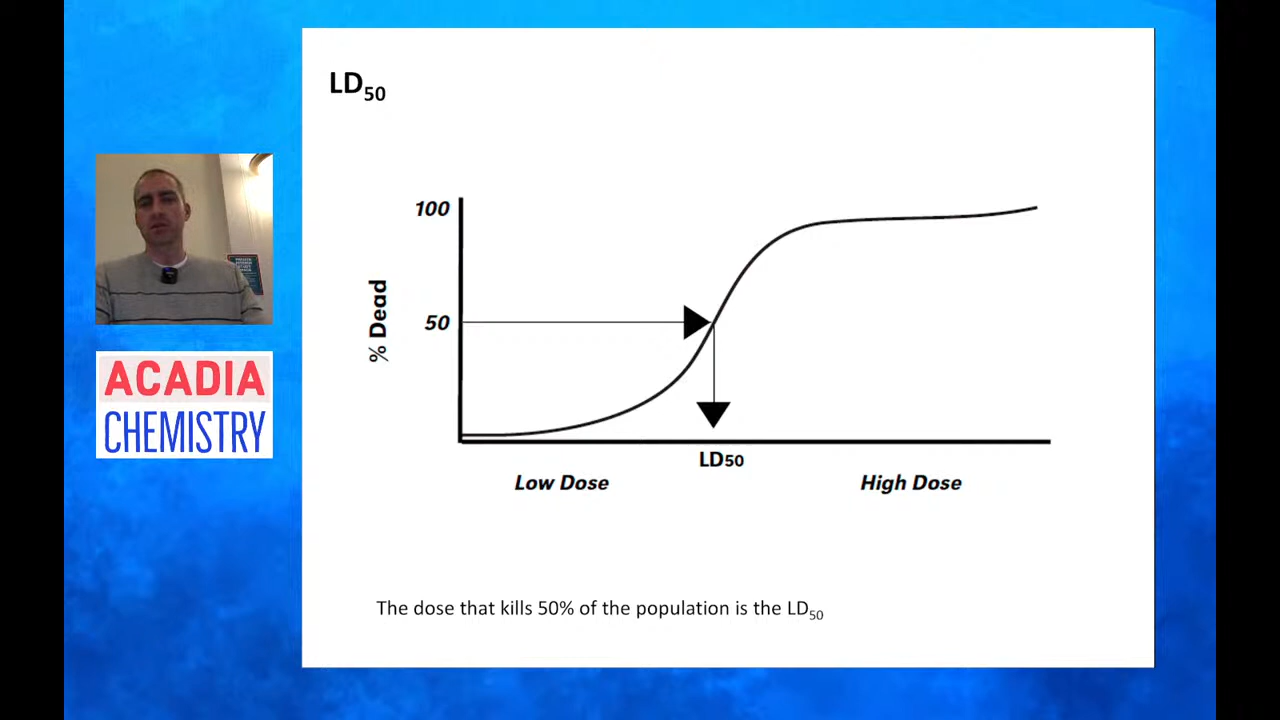 LD50
100
50
% Dead
LD50
Low Dose
High Dose
The dose that kills 50% of the population is the LD50
ACADIA
CHEMISTRY